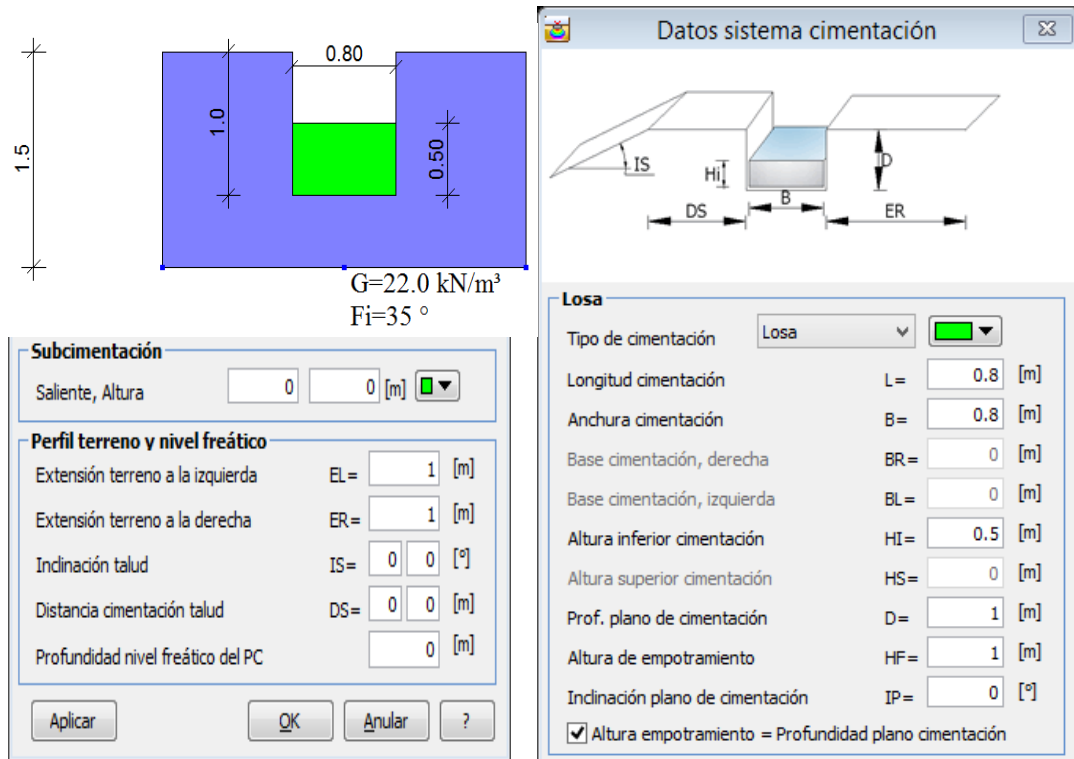 0.80
1.0
1.5
0.50
G=22.0 kN/m³
Fi=35 °
Subcimentación
Saliente, Altura 0 0 [m]
Perfil terreno y nivel freático
Extensión terreno a la izquierda EL= 1 [m]
Extensión terreno a la derecha ER= 1 [m]
Inclinación talud IS= 0 0 [°]
Distancia cimentación talud DS= 0 0 [m]
Profundidad nivel freático del PC 0 [m]
Aplicar OK Anular ?
Datos sistema cimentación
IS
Hi
D
B
DS
ER
Losa
Tipo de cimentación Losa
Longitud cimentación L= 0.8 [m]
Anchura cimentación B= 0.8 [m]
Base cimentación, derecha BR= 0 [m]
Base cimentación, izquierda BL= 0 [m]
Altura inferior cimentación HI= 0.5 [m]
Altura superior cimentación HS= 0 [m]
Prof. plano de cimentación D= 1 [m]
Altura de empotramiento HF= 1 [m]
Inclinación plano de cimentación IP= 0 [°]
Altura empotramiento = Profundidad plano cimentación